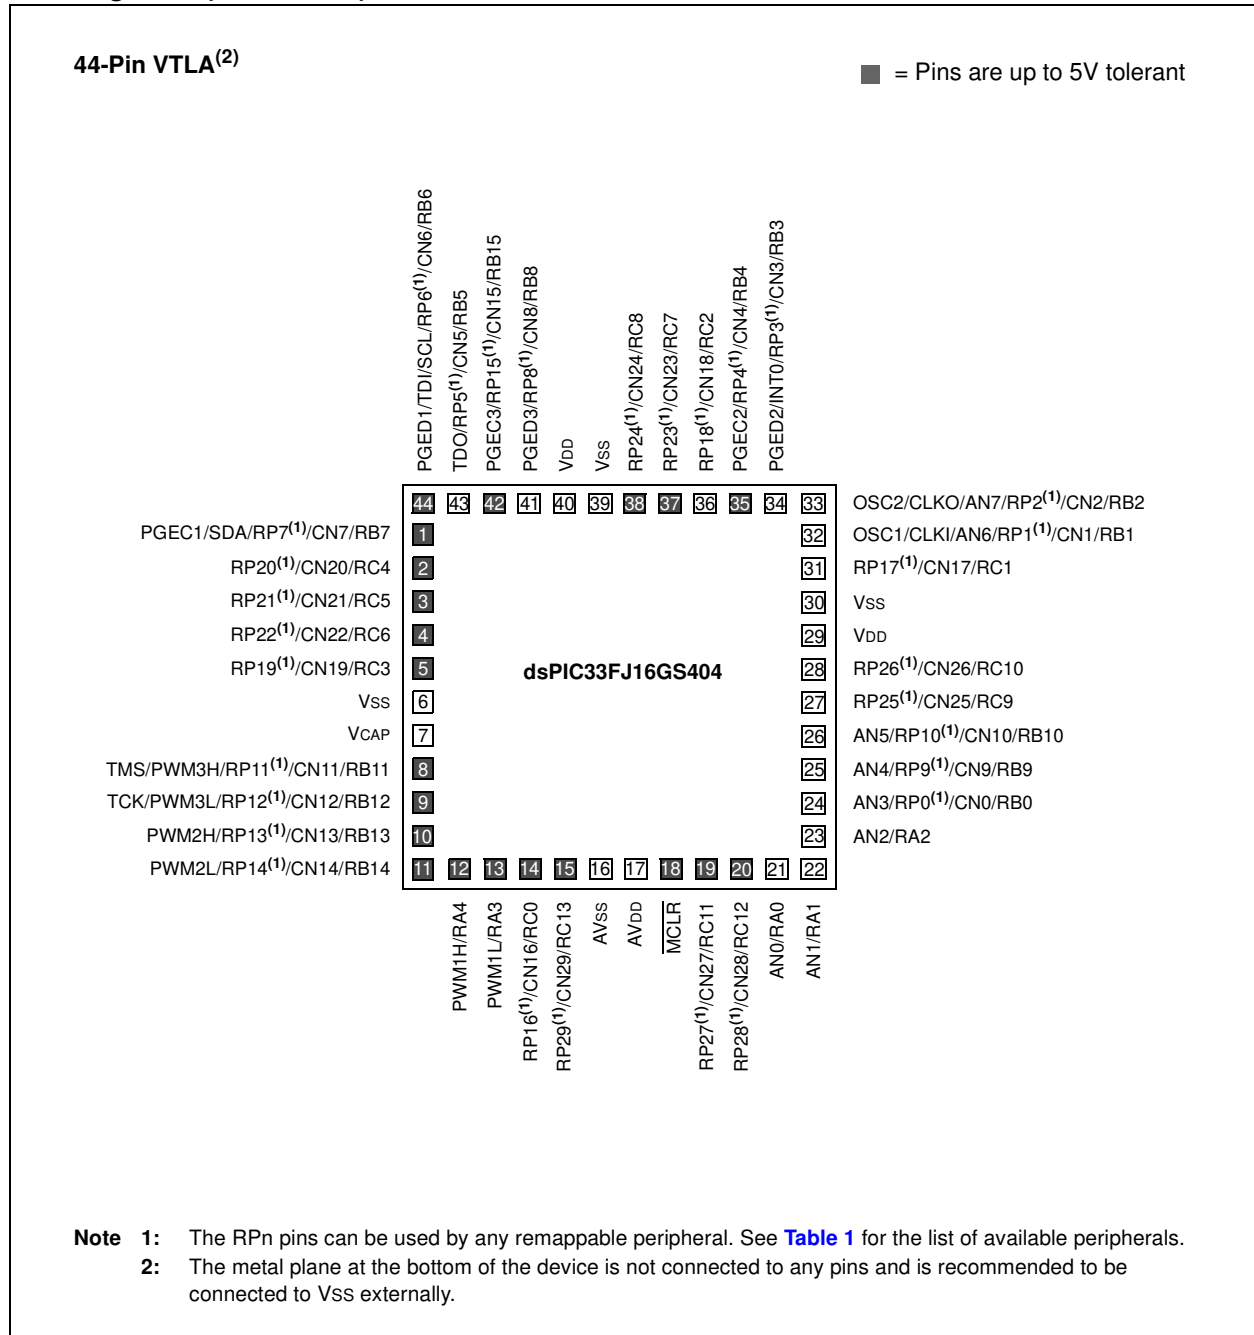 44-Pin VTLA(2)
= Pins are up to 5V tolerant
PGED1/TDI/SCL/RP6(1)/CN6/RB6
TDO/RP5(1)/CN5/RB5
PGEC3/RP15(1)/CN15/RB15
PGED3/RP8(1)/CN8/RB8
VDD
VSS
RP24(1)/CN24/RC8
RP23(1)/CN23/RC7
RP18(1)/CN18/RC2
PGEC2/RP4(1)/CN4/RB4
PGED2/INT0/RP3(1)/CN3/RB3
44 43 42 41 40 39 38 37 36 35 34 33 OSC2/CLKO/AN7/RP2(1)/CN2/RB2
PGEC1/SDA/RP7(1)/CN7/RB7 1 32 OSC1/CLKI/AN6/RP1(1)/CN1/RB1
RP20(1)/CN20/RC4 2 31 RP17(1)/CN17/RC1
RP21(1)/CN21/RC5 3 30 VSS
RP22(1)/CN22/RC6 4 29 VDD
RP19(1)/CN19/RC3 5 dsPIC33FJ16GS404 28 RP26(1)/CN26/RC10
VSS 6 27 RP25(1)/CN25/RC9
VCAP 7 26 AN5/RP10(1)/CN10/RB10
TMS/PWM3H/RP11(1)/CN11/RB11 8 25 AN4/RP9(1)/CN9/RB9
TCK/PWM3L/RP12(1)/CN12/RB12 9 24 AN3/RP0(1)/CN0/RB0
PWM2H/RP13(1)/CN13/RB13 10 23 AN2/RA2
PWM2L/RP14(1)/CN14/RB14 11 12 13 14 15 16 17 18 19 20 21 22
PWM1H/RA4
PWM1L/RA3
RP16(1)/CN16/RC0
RP29(1)/CN29/RC13
AVSS
AVDD
MCLR
RP27(1)/CN27/RC11
RP28(1)/CN28/RC12
AN0/RA0
AN1/RA1
Note 1: The RPn pins can be used by any remappable peripheral. See Table 1 for the list of available peripherals.
2: The metal plane at the bottom of the device is not connected to any pins and is recommended to be
connected to VSS externally.